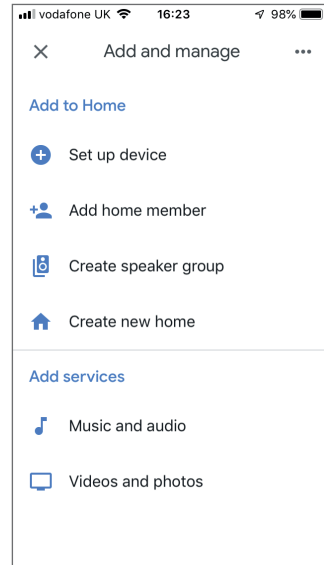 vodafone UK 16:23 98%
Add and manage
Add to Home
Set up device
Add home member
Create speaker group
Create new home
Add services
Music and audio
Videos and photos